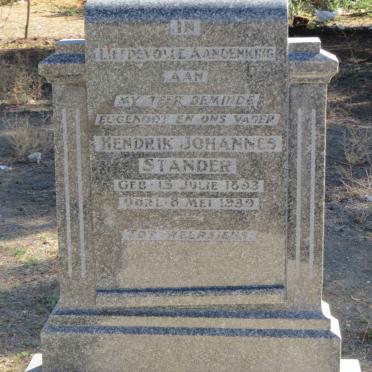 IN
LIEFDEVOLLE AANDENKING
AAN
MY TEER BEMINDE
EGGENOOT EN ONS VADER
HENDRIK JOHANNES
STANDER
GEB. 15 JULIE 1893
OORL. 8 MEI 1939
TOT WEERSIENS.